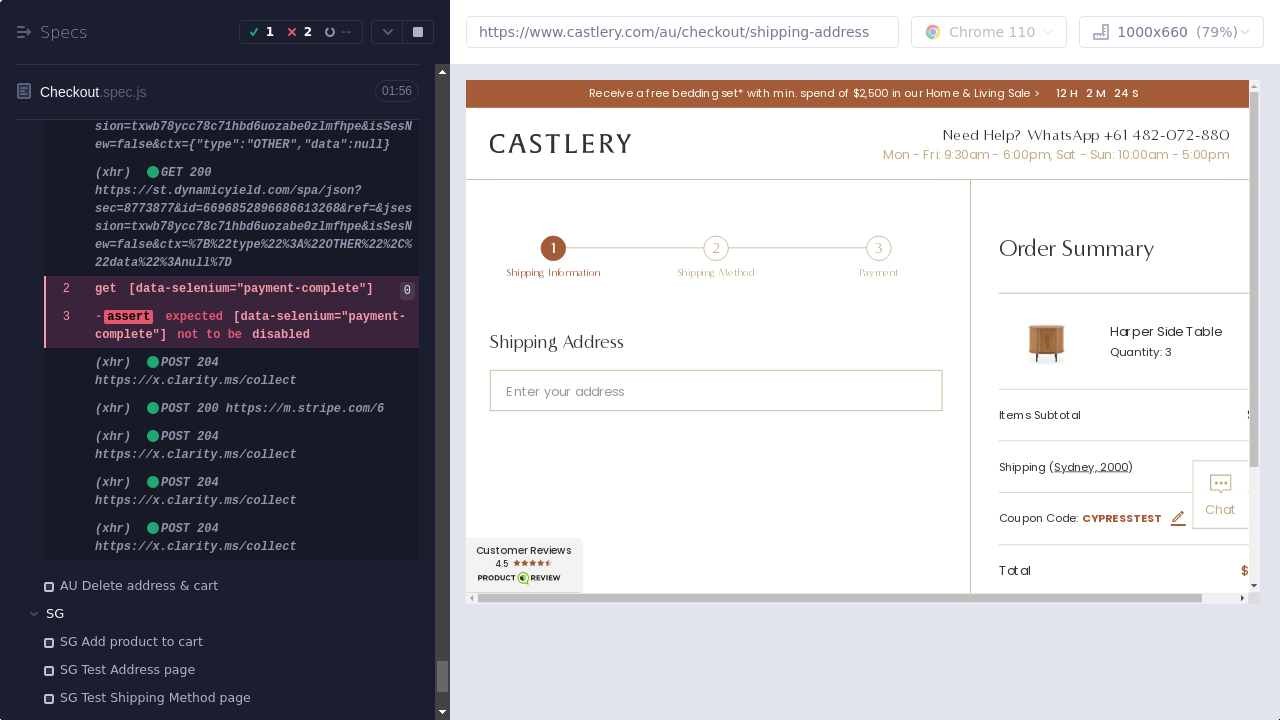 Specs
1
2
--
Checkout.spec.js
01:56
sion=txwb78ycc78c71hbd6uozabe0zlmfhpe&isSesN
ew=false&ctx={"type":"OTHER","data":null}
(xhr) GET 200
https://st.dynamicyield.com/spa/json?
sec=8773877&id=6696852896686613268&ref=&jses
sion=txwb78ycc78c71hbd6uozabe0zlmfhpe&isSesN
ew=false&ctx=%7B%22type%22%3A%22OTHER%22%2C%
22data%22%3Anull%7D
2 get [data-selenium="payment-complete"] 0
3 -assert expected [data-selenium="payment-
complete"] not to be disabled
(xhr) POST 204
https://x.clarity.ms/collect
(xhr) POST 200 https://m.stripe.com/6
(xhr) POST 204
https://x.clarity.ms/collect
(xhr) POST 204
https://x.clarity.ms/collect
(xhr) POST 204
https://x.clarity.ms/collect
AU Delete address & cart
SG
SG Add product to cart
SG Test Address page
SG Test Shipping Method page
https://www.castlery.com/au/checkout/shipping-address
Chrome 110
1000x660 (79%)
Receive a free bedding set* with min. spend of $2,500 in our Home & Living Sale > 12 H 2 M 24 S
CASTLERY
Need Help? WhatsApp +61 482-072-880
Mon - Fri: 9:30am - 6:00pm, Sat - Sun: 10:00am - 5:00pm
1
2
3
Shipping Information
Shipping Method
Payment
Shipping Address
Enter your address
Order Summary
Harper Side Table
Quantity: 3
Items Subtotal
Shipping (Sydney, 2000)
Coupon Code: CYPRESSTEST
Total
$
Chat
Customer Reviews
4.5
PRODUCT REVIEW